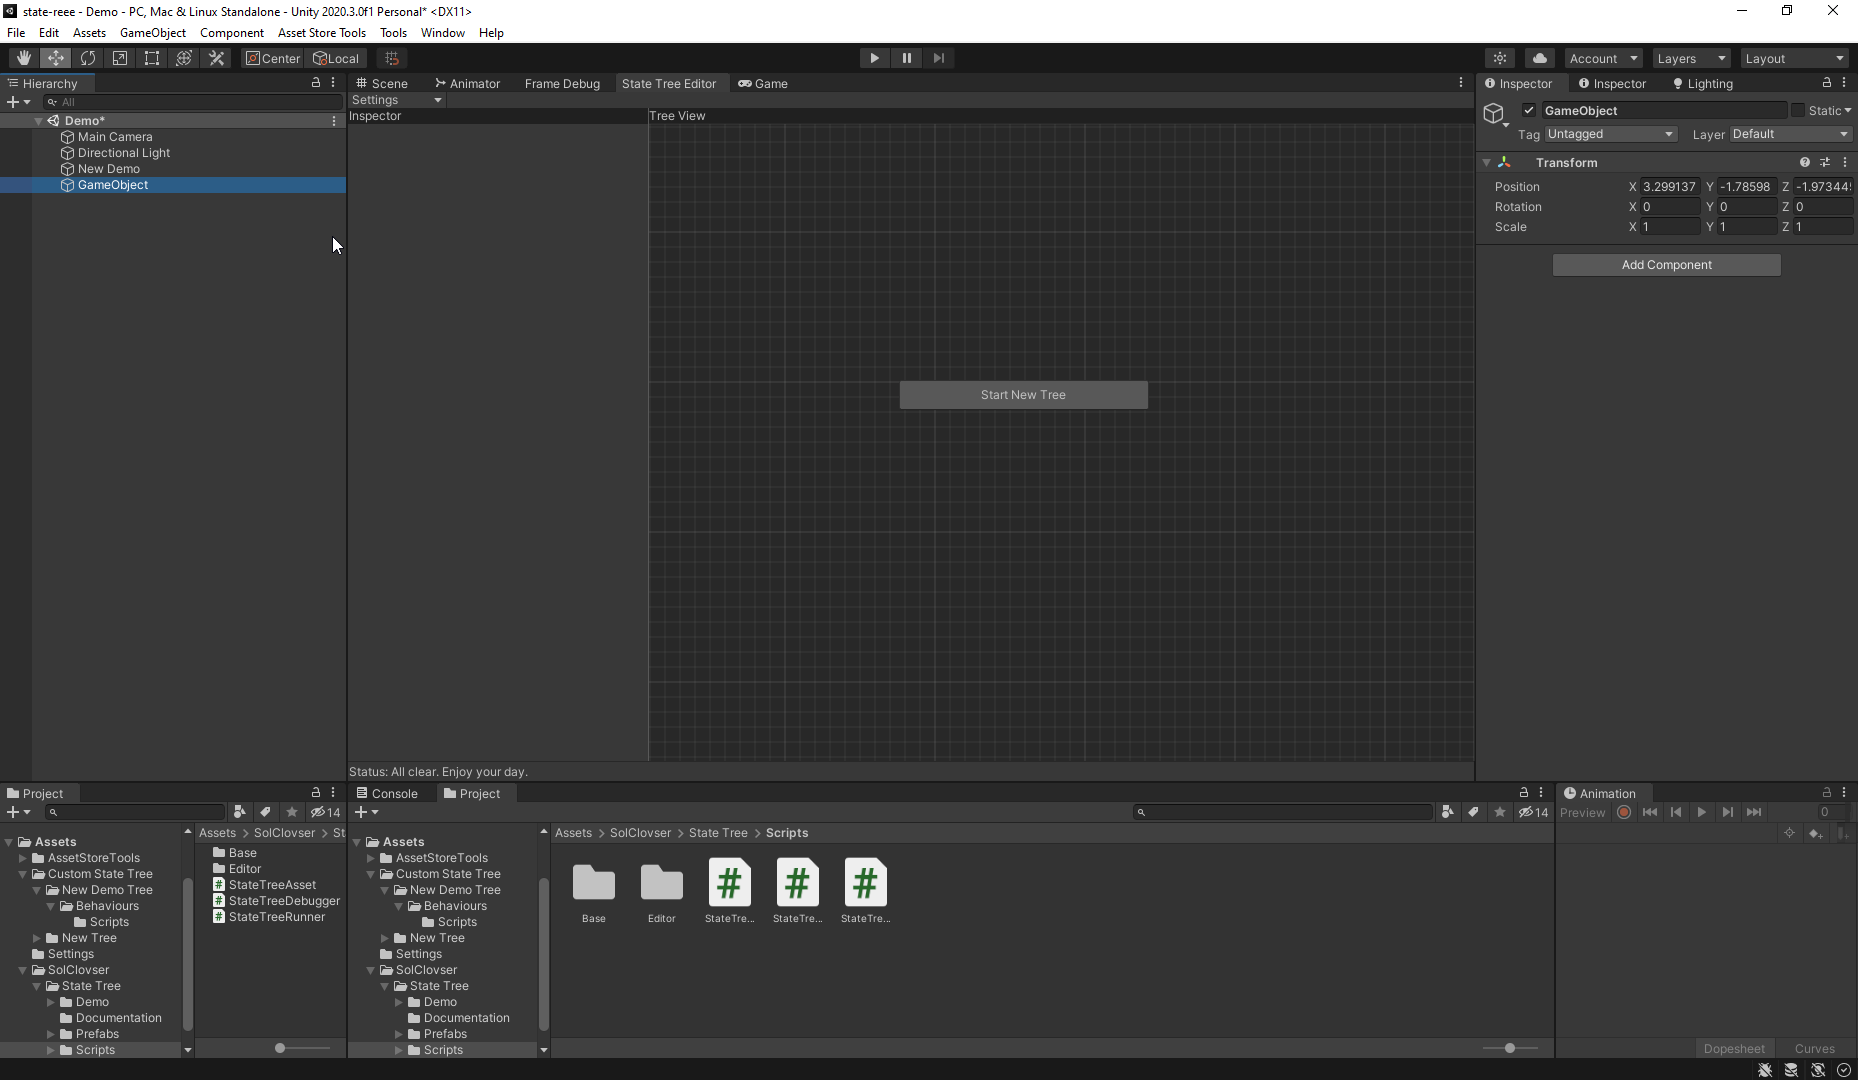 state-reee - Demo - PC, Mac & Linux Standalone - Unity 2020.3.0f1 Personal* <DX11>
File Edit Assets GameObject Component Asset Store Tools Tools Window Help
Center Local Account Layers Layout
Hierarchy
All
Demo*
Main Camera
Directional Light
New Demo
GameObject
Scene Animator Frame Debug State Tree Editor Game
Settings
Inspector
Tree View
Start New Tree
Status: All clear. Enjoy your day.
Inspector Inspector Lighting
GameObject Static
Tag Untagged Layer Default
Transform
Position X 3.299137 Y -1.78598 Z -1.97344
Rotation X 0 Y 0 Z 0
Scale X 1 Y 1 Z 1
Add Component
Project
14
Assets
AssetStoreTools
Custom State Tree
New Demo Tree
Behaviours
Scripts
New Tree
Settings
SolClovser
State Tree
Demo
Documentation
Prefabs
Scripts
Assets > SolClovser > St
Base
Editor
StateTreeAsset
StateTreeDebugger
StateTreeRunner
Console Project
14
Assets
AssetStoreTools
Custom State Tree
New Demo Tree
Behaviours
Scripts
New Tree
Settings
SolClovser
State Tree
Demo
Documentation
Prefabs
Scripts
Assets > SolClovser > State Tree > Scripts
Base Editor StateTre... StateTre... StateTre...
Animation
Preview 0
Dopesheet Curves